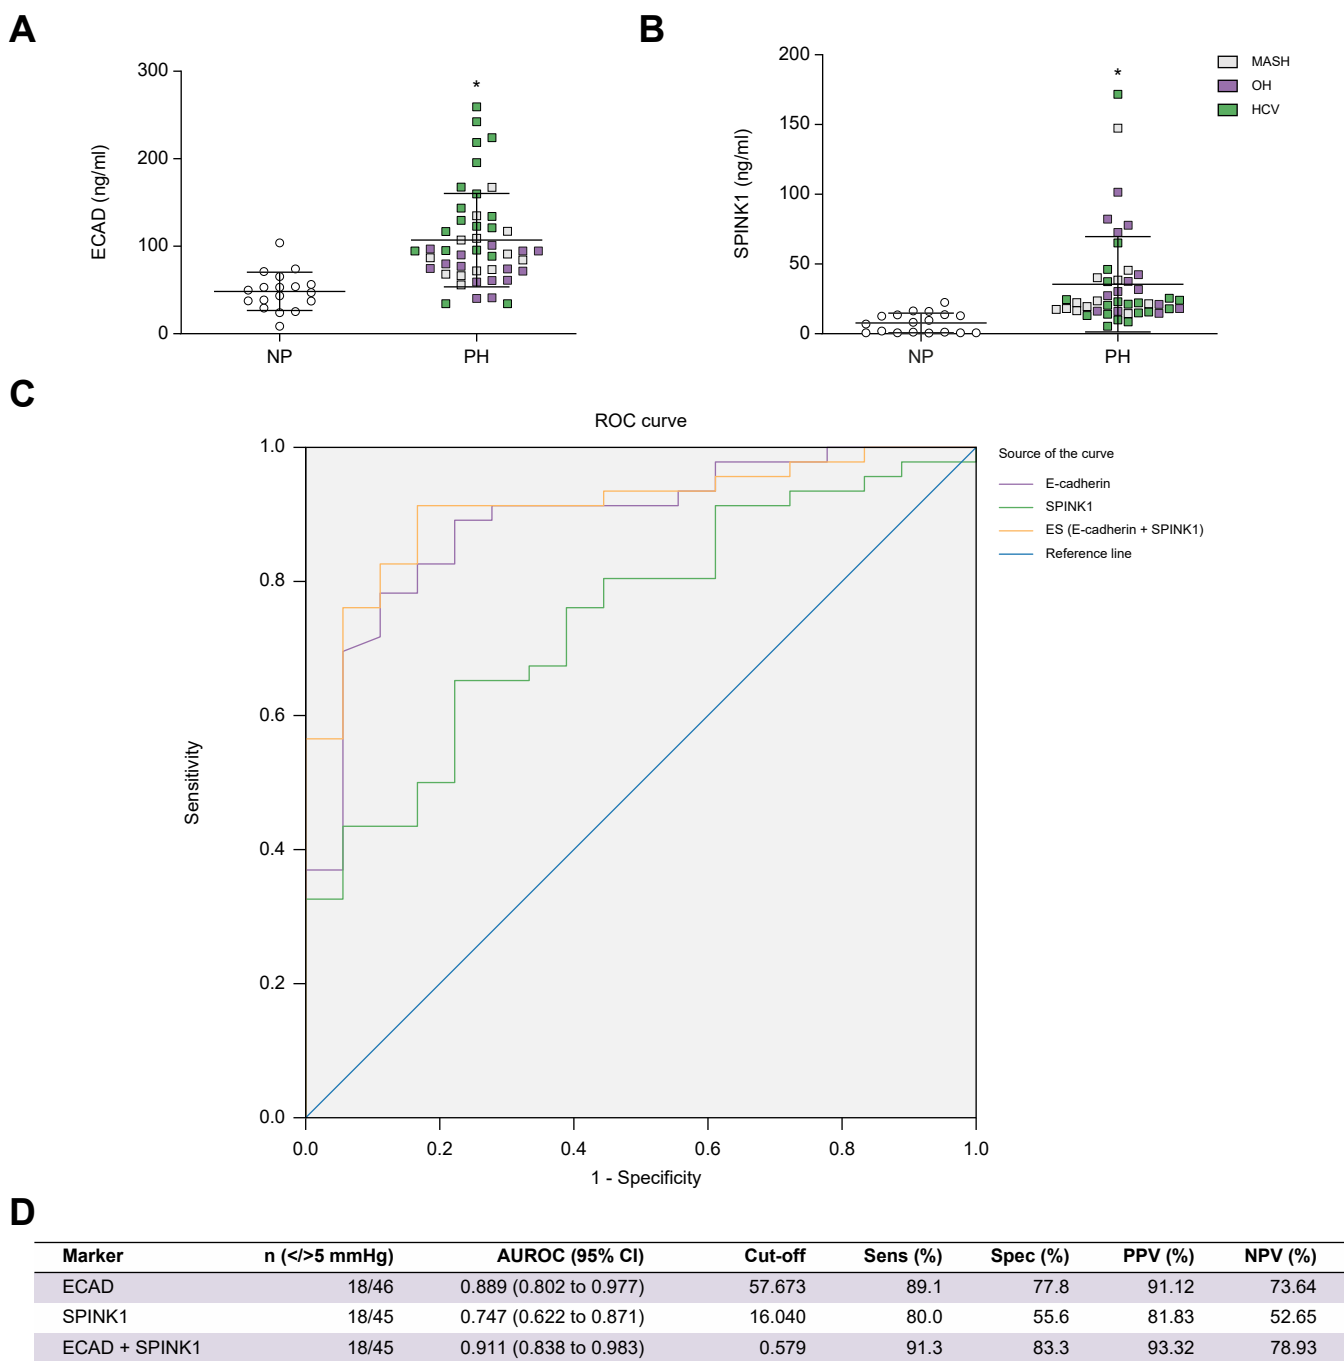 A
B
300
200
100
0
ECAD (ng/ml)
*
NP
PH
200
150
100
50
0
SPINK1 (ng/ml)
*
NP
PH
MASH
OH
HCV
C
ROC curve
1.0
0.8
0.6
0.4
0.2
0.0
Sensitivity
0.0 0.2 0.4 0.6 0.8 1.0
1 - Specificity
Source of the curve
E-cadherin
SPINK1
ES (E-cadherin + SPINK1)
Reference line
D
Marker n (</>5 mmHg) AUROC (95% CI) Cut-off Sens (%) Spec (%) PPV (%) NPV (%)
ECAD 18/46 0.889 (0.802 to 0.977) 57.673 89.1 77.8 91.12 73.64
SPINK1 18/45 0.747 (0.622 to 0.871) 16.040 80.0 55.6 81.83 52.65
ECAD + SPINK1 18/45 0.911 (0.838 to 0.983) 0.579 91.3 83.3 93.32 78.93